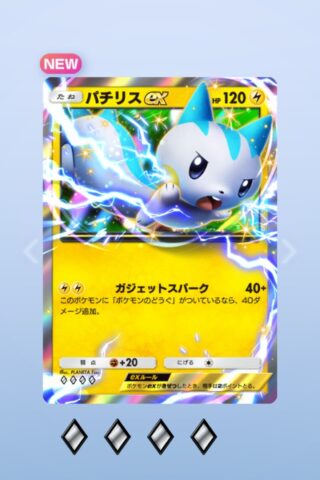 NEW
たね
パチリスex
HP 120
ガジェットスパーク 40+
このポケモンに「ポケモンのどうぐ」がついているなら、40ダ
メージ追加。
弱点 +20 にげる
Illus. PLANETA Tsuji
exルール
ポケモンexがきぜつしたとき、相手は2ポイントとる。